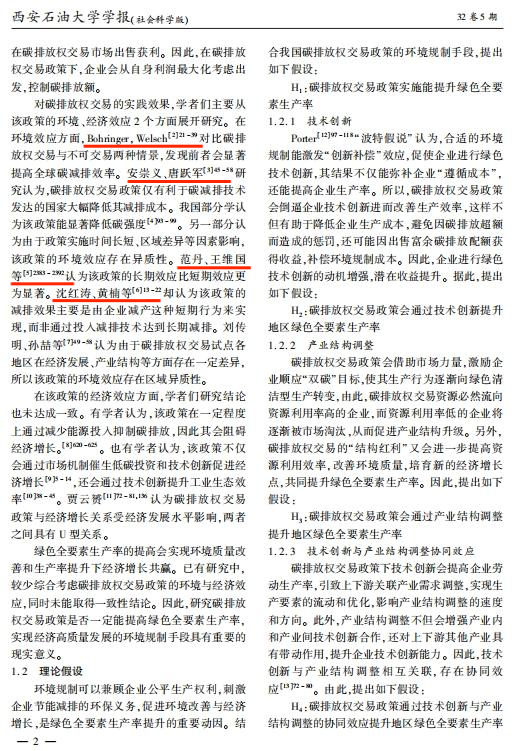 西安石油大学学报(社会科学版)
32 卷 5 期
在碳排放权交易市场出售获利。因此,在碳排放
权交易政策下,企业会从自身利润最大化考虑出
发,控制碳排放额。
对碳排放权交易的实践效果,学者们主要从
该政策的环境、经济效应 2 个方面展开研究。在
环境效应方面,Bohringer, Welsch[2]21-39对比碳排
放权交易与不可交易两种情景,发现前者会显著
提高全球碳减排效率。安崇义、唐跃军[3]45-58研
究认为,碳排放权交易政策仅有利于碳减排技术
发达的国家大幅降低其减排成本。我国部分学认
为该政策能显著降低碳强度[4]93-99。另一部分认
为由于政策实施时间长短、区域差异等因素影响,
该政策的环境效应存在异质性。范丹、王维国
等[5]2383-2392认为该政策的长期效应比短期效应更
为显著。沈红涛、黄楠等[6]13-22却认为该政策的
减排效果主要是由企业减产这种短期行为来实
现,而非通过投入减排技术达到长期减排。刘传
明、孙喆等[7]49-58认为由于碳排放权交易试点各
地区在经济发展、产业结构等方面存在一定差异,
所以该政策的环境效应存在区域异质性。
在该政策的经济效应方面,学者们研究结论
也未达成一致。有学者认为,该政策在一定程度
上通过减少能源投入抑制碳排放,因此其会阻碍
经济增长。[8]620-625。也有学者认为,该政策不仅
会通过市场机制催生低碳投资和技术创新促进经
济增长[9]5-14,还会通过技术创新提升工业生态效
率[10]38-45。贾云赟[11]72-81,136认为碳排放权交易
政策与经济增长关系受经济发展水平影响,两者
之间具有 U 型关系。
绿色全要素生产率的提高会实现环境质量改
善和生产率提升下经济增长共赢。已有研究中,
较少综合考虑碳排放权交易政策的环境与经济效
应,同时未能取得一致性结论。因此,研究碳排放
权交易政策是否一定能提高绿色全要素生产率,
实现经济高质量发展的环境规制手段具有重要的
现实意义。
1.2 理论假设
环境规制可以兼顾企业公平生产权利,刺激
企业节能减排的环保义务,促进环境改善与经济
增长,是绿色全要素生产率提升的重要动因。结
合我国碳排放权交易政策的环境规制手段,提出
如下假设:
H1:碳排放权交易政策实施能提升绿色全要
素生产率
1.2.1 技术创新
Porter[12]97-118“波特假说”认为,合适的环境
规制能激发“创新补偿”效应,促使企业进行绿色
技术创新,其结果不仅能弥补企业“遵循成本”,
还能提高企业生产率。所以,碳排放权交易政策
会倒逼企业技术创新进而改善生产效率,这样不
但有助于降低企业生产成本,避免因碳排放超额
而造成的惩罚,还可能因出售富余碳排放配额获
得收益,补偿环境规制成本。因此,企业进行绿色
技术创新的动机增强,潜在收益提升。据此,提出
如下假设:
H2:碳排放权交易政策会通过技术创新提升
地区绿色全要素生产率
1.2.2 产业结构调整
碳排放权交易政策会借助市场力量,激励企
业顺应“双碳”目标,使其生产行为逐渐向绿色清
洁型生产转变,由此,碳排放权交易资源必然流向
资源利用率高的企业,而资源利用率低的企业将
逐渐被市场淘汰,从而促进产业结构升级。另外,
碳排放权交易的“结构红利”又会进一步提高资
源利用效率,改善环境质量,培育新的经济增长
点,共同提升绿色全要素生产率。因此,提出如下
假设:
H3:碳排放权交易政策会通过产业结构调整
提升地区绿色全要素生产率
1.2.3 技术创新与产业结构调整协同效应
碳排放权交易政策下技术创新会提高企业劳
动生产率,引致上下游关联产业需求调整,实现生
产要素的流动和优化,影响产业结构调整的速度
和方向。此外,产业结构调整不但会增强产业内
和产业间技术创新合作,还对上下游其他产业具
有带动作用,提升企业技术创新能力。因此,技术
创新与产业结构调整相互关联,存在协同效
应[13]72-80。由此,提出如下假设:
H4:碳排放权交易政策通过技术创新与产业
结构调整的协同效应提升地区绿色全要素生产率
— 2 —